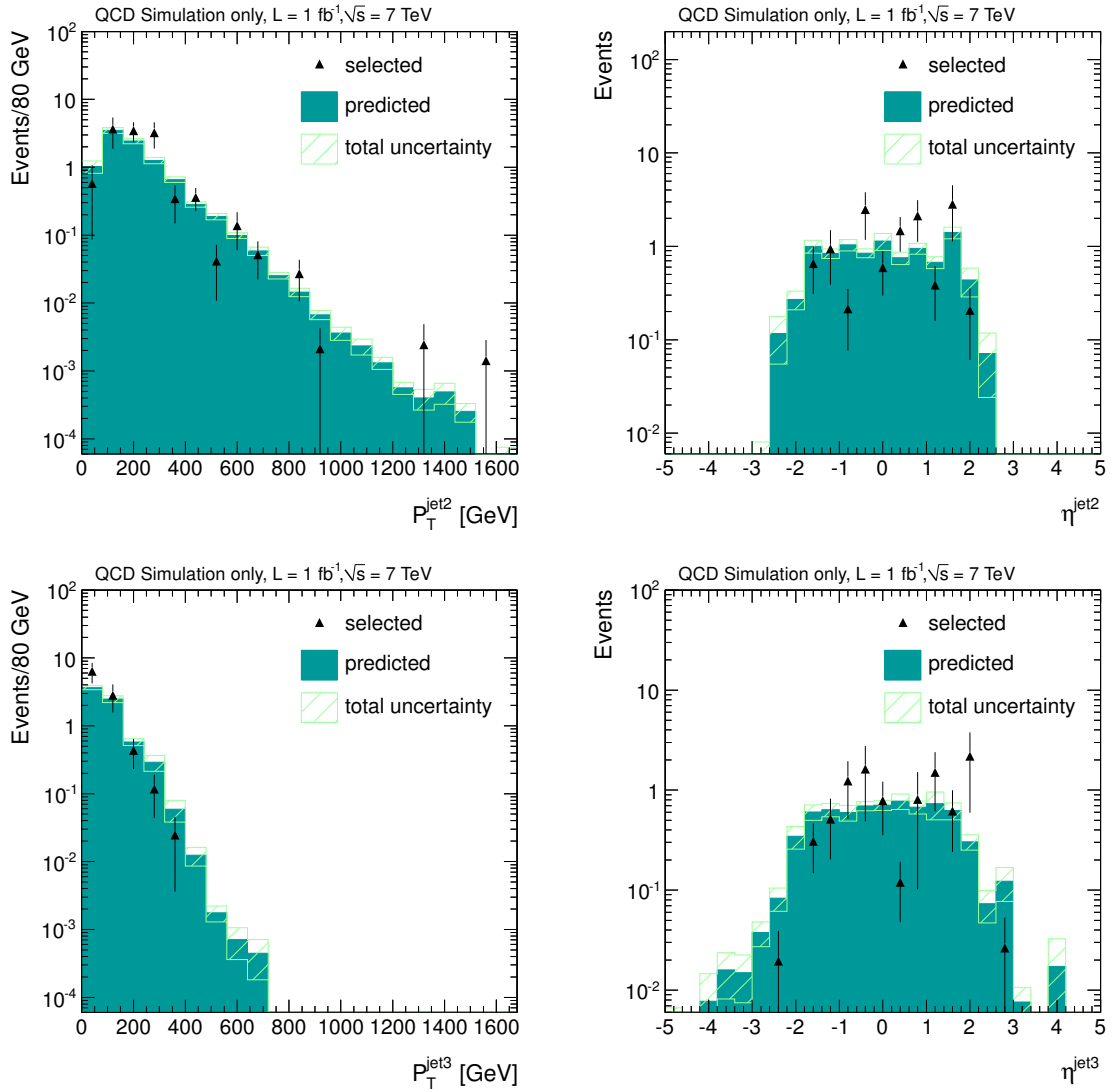 QCD Simulation only, L = 1 fb⁻¹,√s = 7 TeV
Events/80 GeV
10²
10
1
10⁻¹
10⁻²
10⁻³
10⁻⁴
selected
predicted
total uncertainty
0 200 400 600 800 1000 1200 1400 1600
P_T^jet2 [GeV]
QCD Simulation only, L = 1 fb⁻¹,√s = 7 TeV
Events
10²
10
1
10⁻¹
10⁻²
selected
predicted
total uncertainty
-5 -4 -3 -2 -1 0 1 2 3 4 5
η^jet2
QCD Simulation only, L = 1 fb⁻¹,√s = 7 TeV
Events/80 GeV
10²
10
1
10⁻¹
10⁻²
10⁻³
10⁻⁴
selected
predicted
total uncertainty
0 200 400 600 800 1000 1200 1400 1600
P_T^jet3 [GeV]
QCD Simulation only, L = 1 fb⁻¹,√s = 7 TeV
Events
10²
10
1
10⁻¹
10⁻²
selected
predicted
total uncertainty
-5 -4 -3 -2 -1 0 1 2 3 4 5
η^jet3